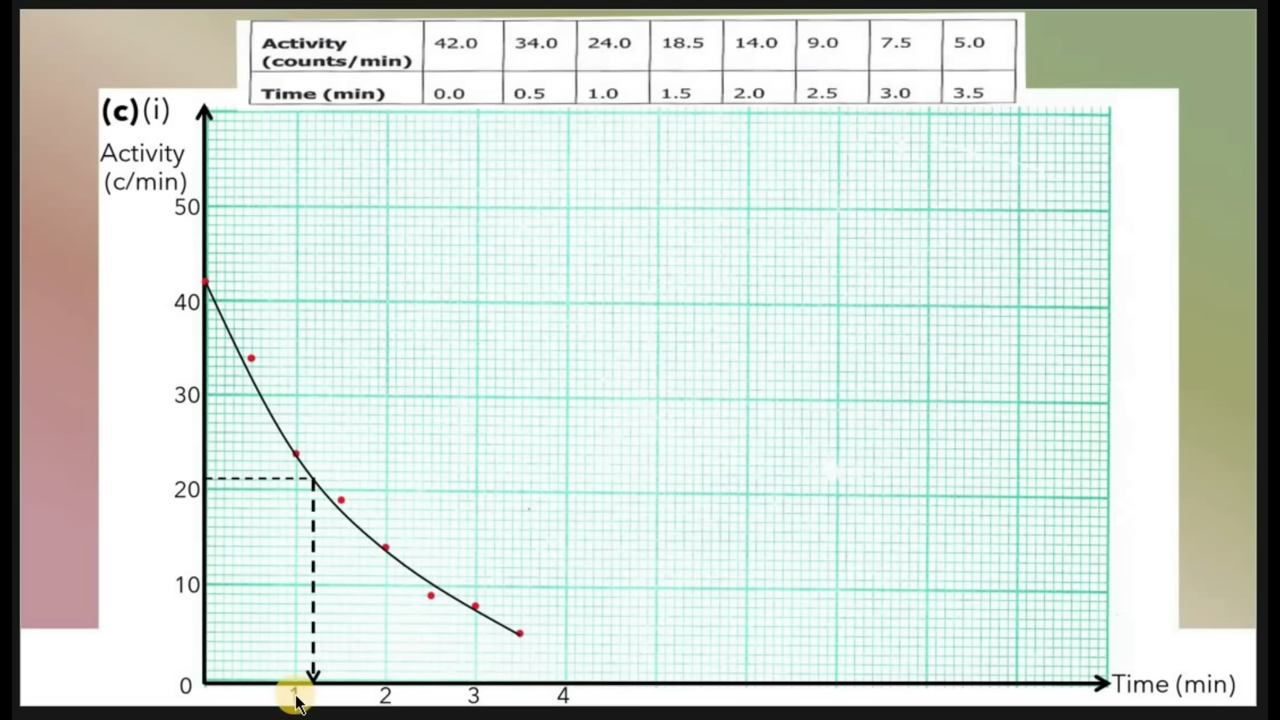 Activity (counts/min) 42.0 34.0 24.0 18.5 14.0 9.0 7.5 5.0
Time (min) 0.0 0.5 1.0 1.5 2.0 2.5 3.0 3.5
(c)(i)
Activity
(c/min)
50
40
30
20
10
0
1 2 3 4 Time (min)